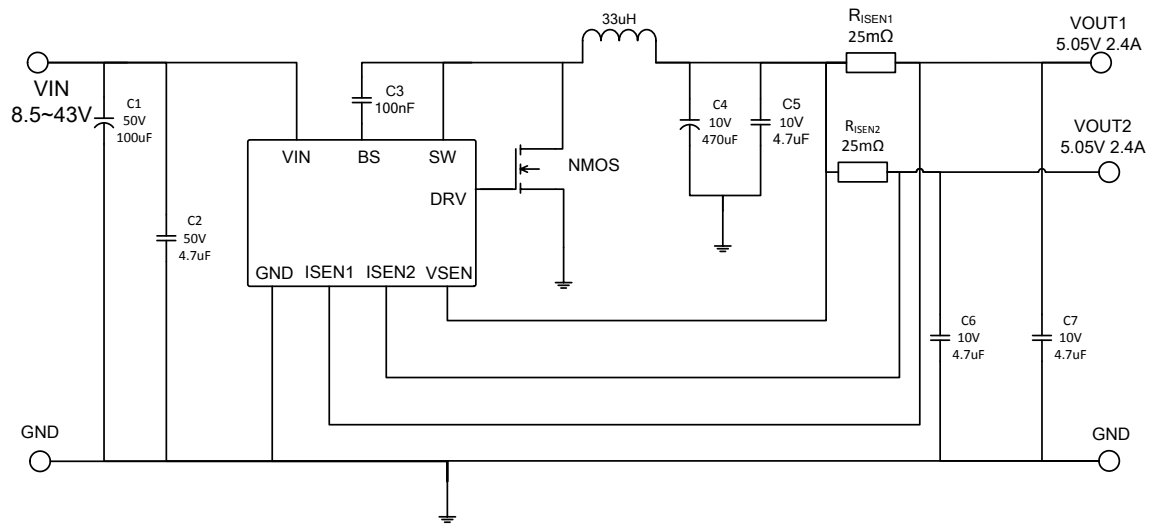 33uH
R_ISEN1
25mΩ
VOUT1
5.05V 2.4A
VIN
8.5~43V
C1
50V
100uF
C3
100nF
C4
10V
470uF
C5
10V
4.7uF
R_ISEN2
25mΩ
VOUT2
5.05V 2.4A
VIN
BS
SW
NMOS
DRV
C2
50V
4.7uF
GND
ISEN1
ISEN2
VSEN
C6
10V
4.7uF
C7
10V
4.7uF
GND
GND